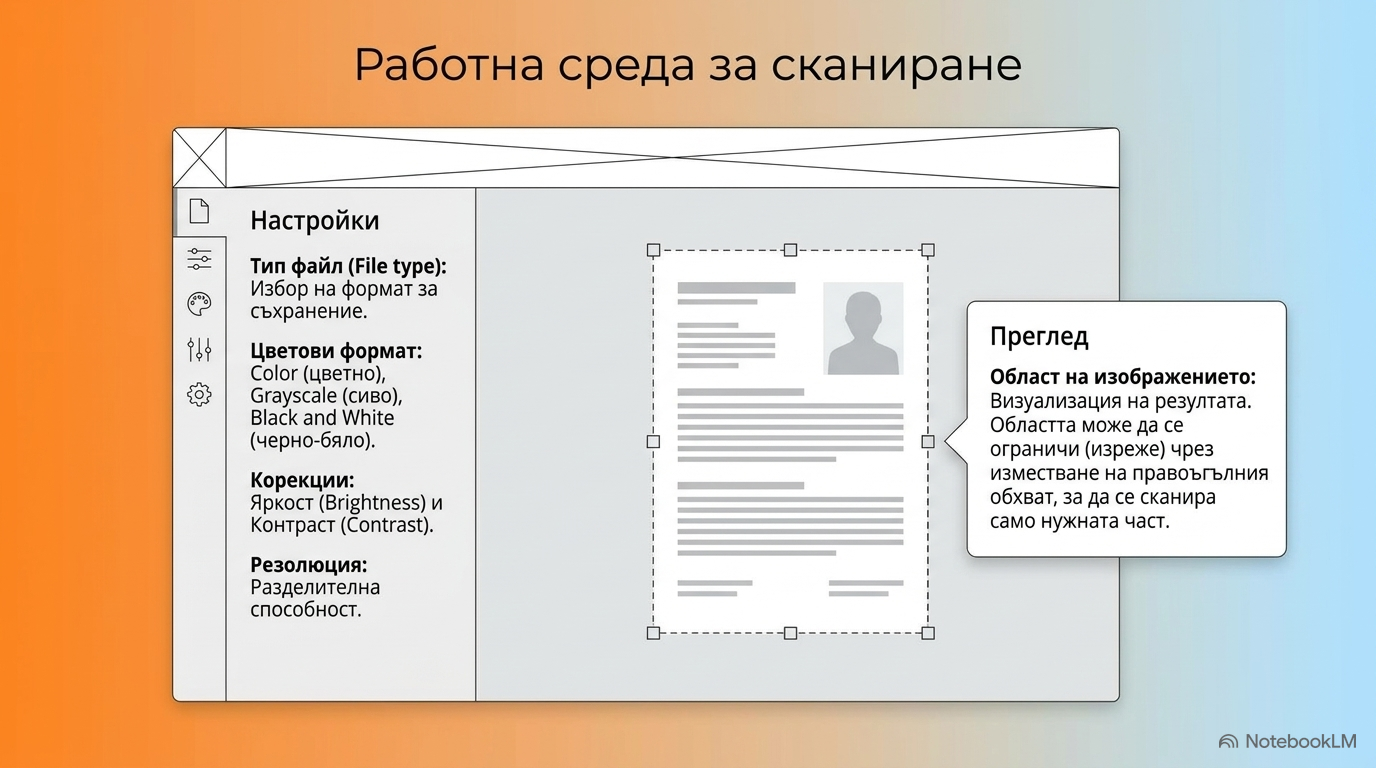 Работна среда за сканиране
Настройки
Тип файл (File type):
Избор на формат за
съхранение.
Цветови формат:
Color (цветно),
Grayscale (сиво),
Black and White
(черно-бяло).
Корекции:
Яркост (Brightness) и
Контраст (Contrast).
Резолюция:
Разделителна
способност.
Преглед
Област на изображението:
Визуализация на резултата.
Областта може да се
ограничи (изреже) чрез
изместване на правоъгълния
обхват, за да се сканира
само нужната част.
NotebookLM